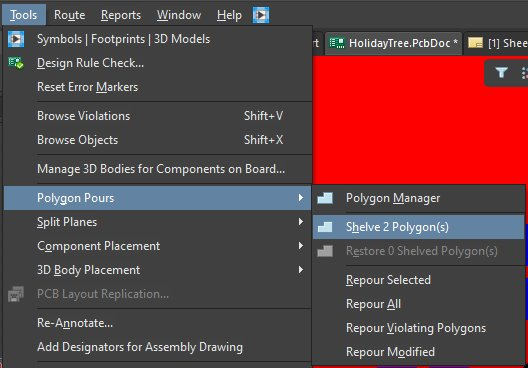 Tools Route Reports Window Help
Symbols | Footprints | 3D Models
HolidayTree.PcbDoc *
[1] Shee
Design Rule Check...
Reset Error Markers
Browse Violations Shift+V
Browse Objects Shift+X
Manage 3D Bodies for Components on Board...
Polygon Pours
Polygon Manager
Split Planes
Shelve 2 Polygon(s)
Component Placement
Restore 0 Shelved Polygon(s)
3D Body Placement
Repour Selected
PCB Layout Replication...
Repour All
Re-Annotate...
Repour Violating Polygons
Add Designators for Assembly Drawing
Repour Modified